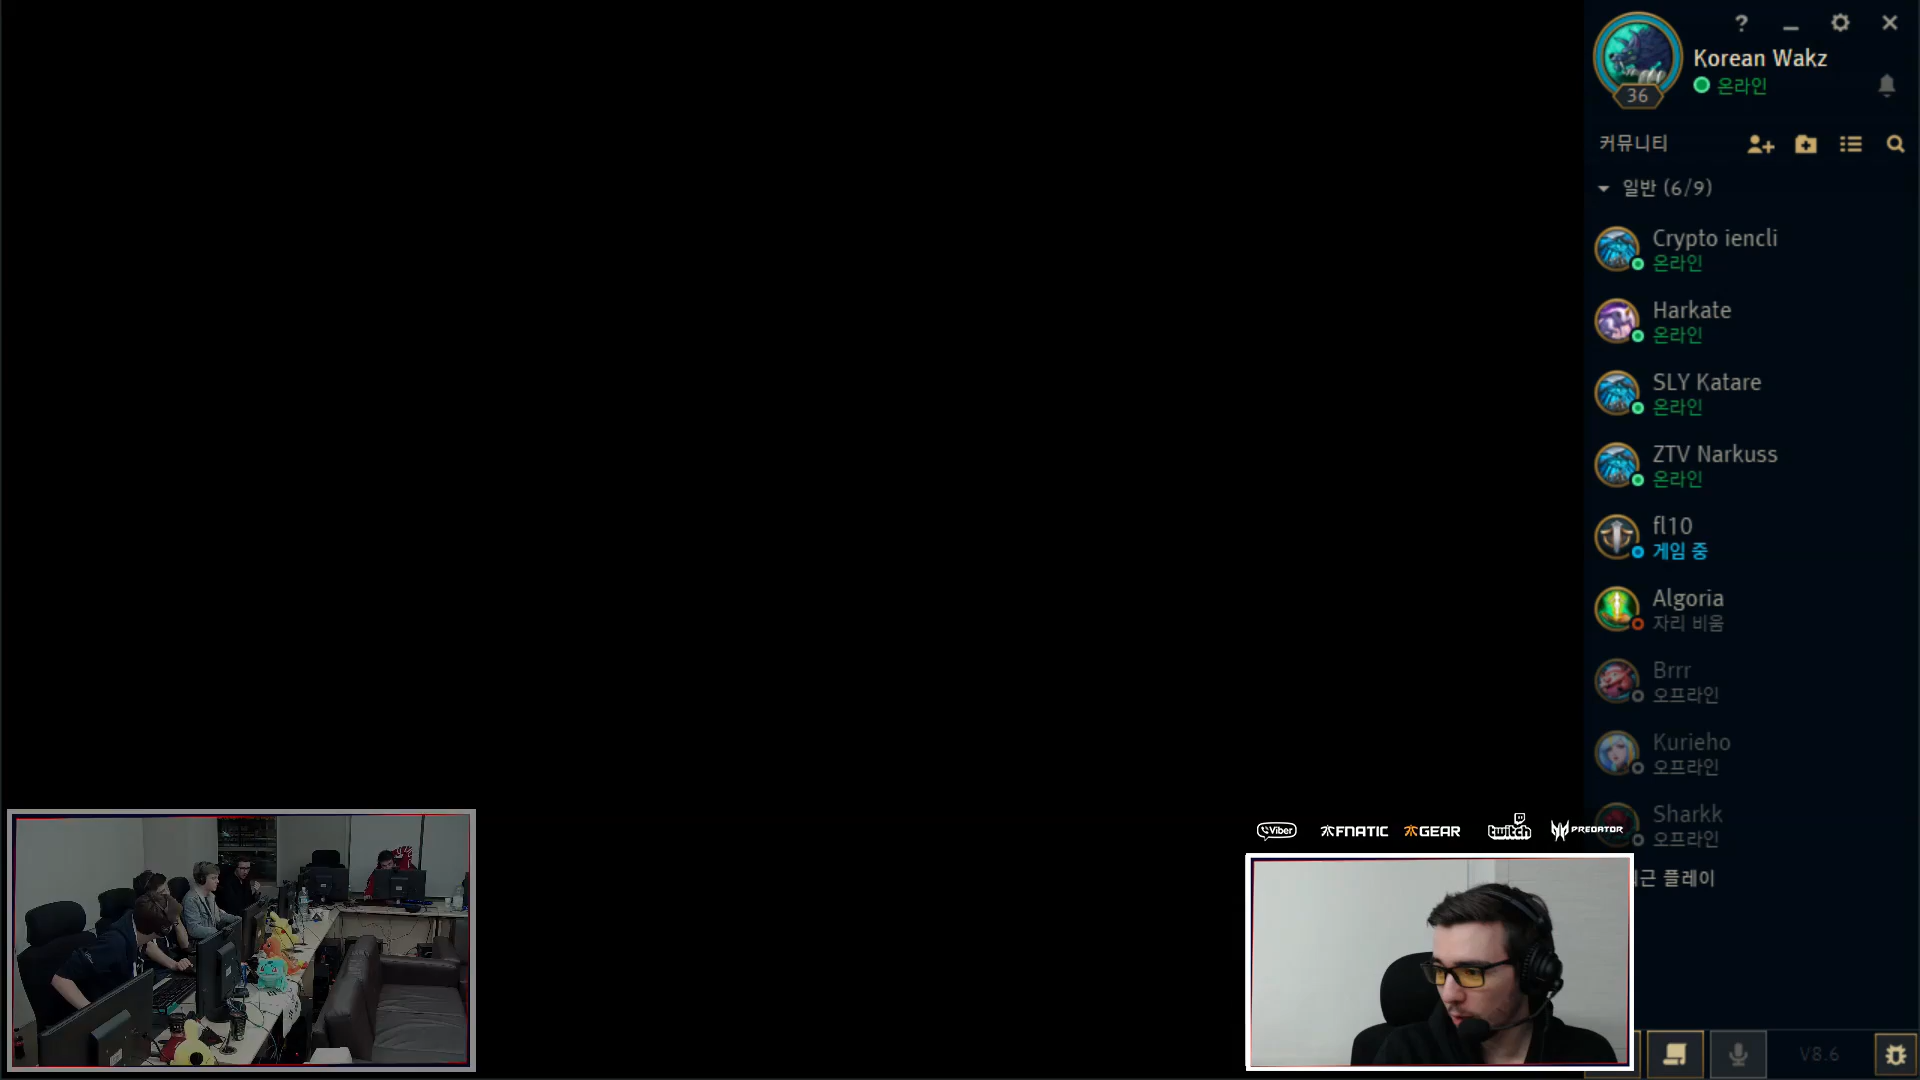 Korean Wakz
온라인
36
커뮤니티
일반 (6/9)
Crypto iencli
온라인
Harkate
온라인
SLY Katare
온라인
ZTV Narkuss
온라인
fl10
게임 중
Algoria
자리 비움
Brrr
오프라인
Kurieho
오프라인
Sharkk
오프라인
플레이
Viber
FNATIC
GEAR
twitch
PREDATOR
V8.6